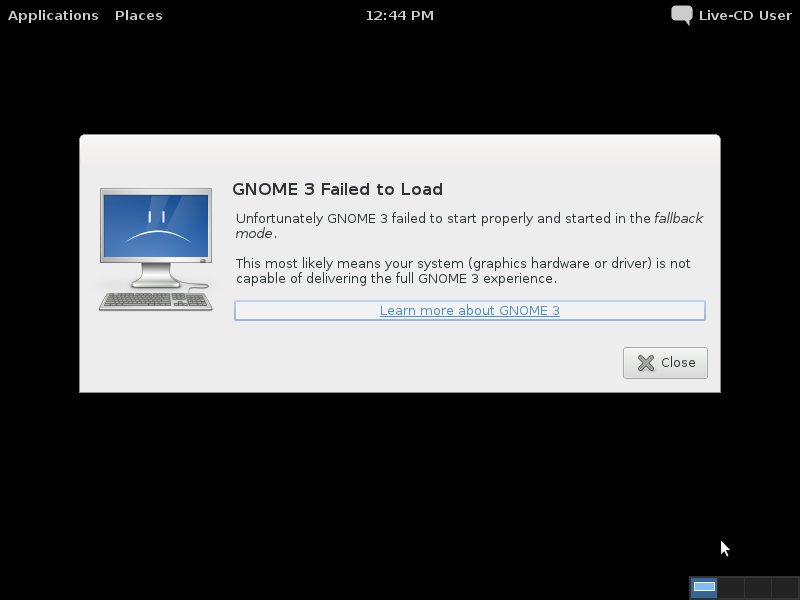 Applications Places 12:44 PM Live-CD User
GNOME 3 Failed to Load
Unfortunately GNOME 3 failed to start properly and started in the fallback
mode.
This most likely means your system (graphics hardware or driver) is not
capable of delivering the full GNOME 3 experience.
Learn more about GNOME 3
Close